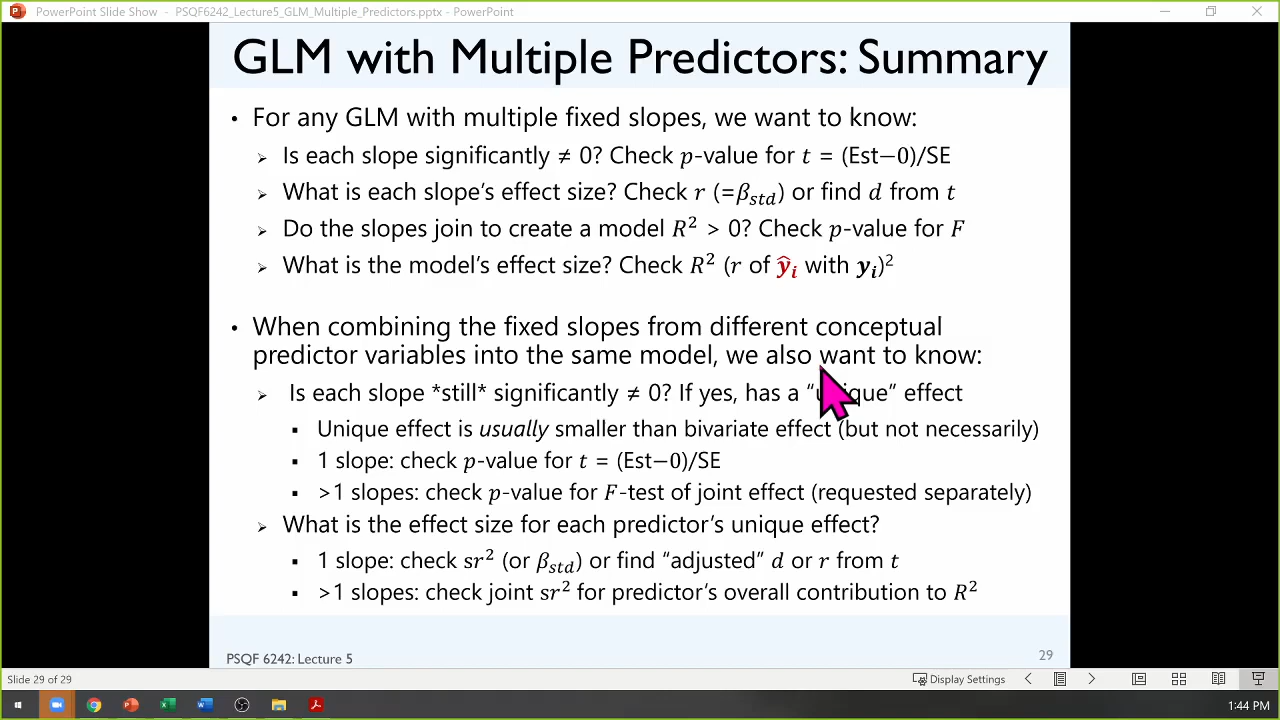 PowerPoint Slide Show - PSQF6242_Lecture5_GLM_Multiple_Predictors.pptx - PowerPoint
GLM with Multiple Predictors: Summary
• For any GLM with multiple fixed slopes, we want to know:
➢ Is each slope significantly ≠ 0? Check p-value for t = (Est−0)/SE
➢ What is each slope's effect size? Check r (=β_std) or find d from t
➢ Do the slopes join to create a model R² > 0? Check p-value for F
➢ What is the model's effect size? Check R² (r of ŷᵢ with yᵢ)²
• When combining the fixed slopes from different conceptual
predictor variables into the same model, we also want to know:
➢ Is each slope *still* significantly ≠ 0? If yes, has a “unique” effect
▪ Unique effect is usually smaller than bivariate effect (but not necessarily)
▪ 1 slope: check p-value for t = (Est−0)/SE
▪ >1 slopes: check p-value for F-test of joint effect (requested separately)
➢ What is the effect size for each predictor's unique effect?
▪ 1 slope: check sr² (or β_std) or find “adjusted” d or r from t
▪ >1 slopes: check joint sr² for predictor's overall contribution to R²
PSQF 6242: Lecture 5
29
Slide 29 of 29
Display Settings
1:44 PM